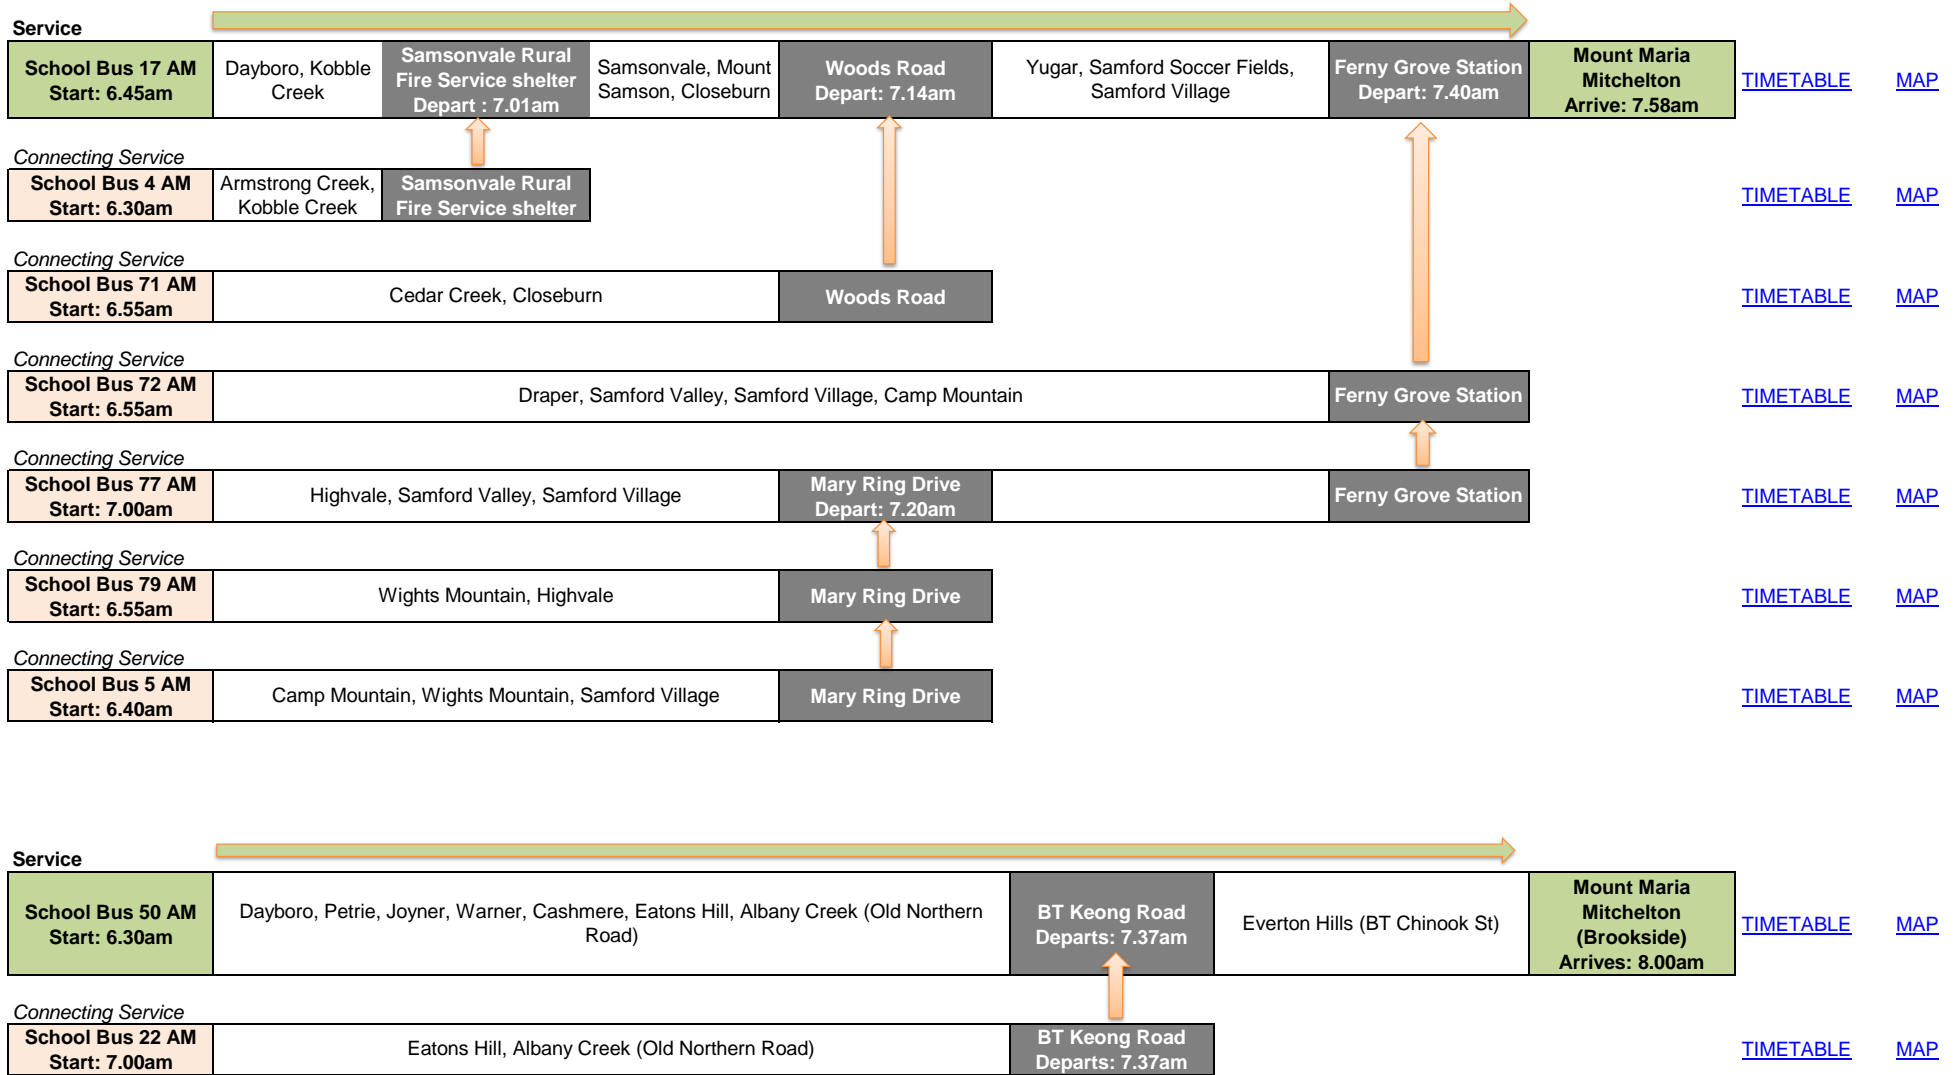 Service
School Bus 17 AM
Start: 6.45am
Dayboro, Kobble
Creek
Samsonvale Rural
Fire Service shelter
Depart : 7.01am
Samsonvale, Mount
Samson, Closeburn
Woods Road
Depart: 7.14am
Yugar, Samford Soccer Fields,
Samford Village
Ferny Grove Station
Depart: 7.40am
Mount Maria
Mitchelton
Arrive: 7.58am
TIMETABLE
MAP
Connecting Service
School Bus 4 AM
Start: 6.30am
Armstrong Creek,
Kobble Creek
Samsonvale Rural
Fire Service shelter
TIMETABLE
MAP
Connecting Service
School Bus 71 AM
Start: 6.55am
Cedar Creek, Closeburn
Woods Road
TIMETABLE
MAP
Connecting Service
School Bus 72 AM
Start: 6.55am
Draper, Samford Valley, Samford Village, Camp Mountain
Ferny Grove Station
TIMETABLE
MAP
Connecting Service
School Bus 77 AM
Start: 7.00am
Highvale, Samford Valley, Samford Village
Mary Ring Drive
Depart: 7.20am
Ferny Grove Station
TIMETABLE
MAP
Connecting Service
School Bus 79 AM
Start: 6.55am
Wights Mountain, Highvale
Mary Ring Drive
TIMETABLE
MAP
Connecting Service
School Bus 5 AM
Start: 6.40am
Camp Mountain, Wights Mountain, Samford Village
Mary Ring Drive
TIMETABLE
MAP
Service
School Bus 50 AM
Start: 6.30am
Dayboro, Petrie, Joyner, Warner, Cashmere, Eatons Hill, Albany Creek (Old Northern
Road)
BT Keong Road
Departs: 7.37am
Everton Hills (BT Chinook St)
Mount Maria
Mitchelton
(Brookside)
Arrives: 8.00am
TIMETABLE
MAP
Connecting Service
School Bus 22 AM
Start: 7.00am
Eatons Hill, Albany Creek (Old Northern Road)
BT Keong Road
Departs: 7.37am
TIMETABLE
MAP